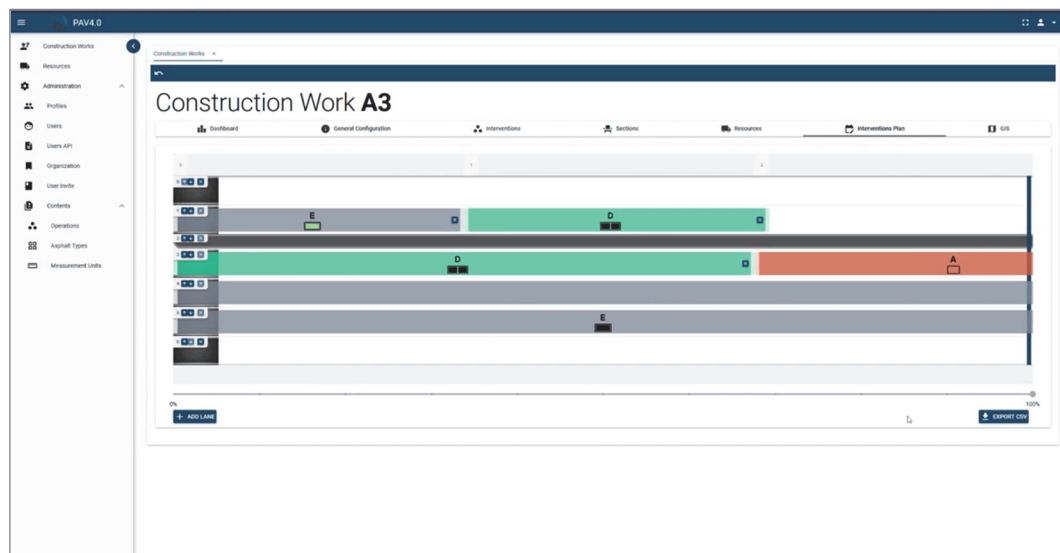 PAV4.0
Construction Works
Resources
Administration
Profiles
Users
Users API
Organization
User Invite
Contents
Operations
Asphalt Types
Measurement Units
Construction Works ×
Construction Work A3
Dashboard
General Configuration
Interventions
Sections
Resources
Interventions Plan
GIS
E
D
D
A
E
0%
100%
+ ADD LANE
EXPORT CSV